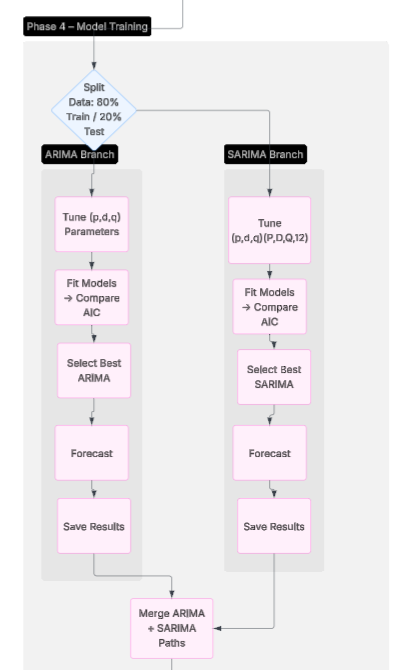 Phase 4 – Model Training
Split
Data: 80%
Train / 20%
Test
ARIMA Branch
Tune (p,d,q)
Parameters
Fit Models
→ Compare
AIC
Select Best
ARIMA
Forecast
Save Results
SARIMA Branch
Tune
(p,d,q)(P,D,Q,12)
Fit Models
→ Compare
AIC
Select Best
SARIMA
Forecast
Save Results
Merge ARIMA
+ SARIMA
Paths